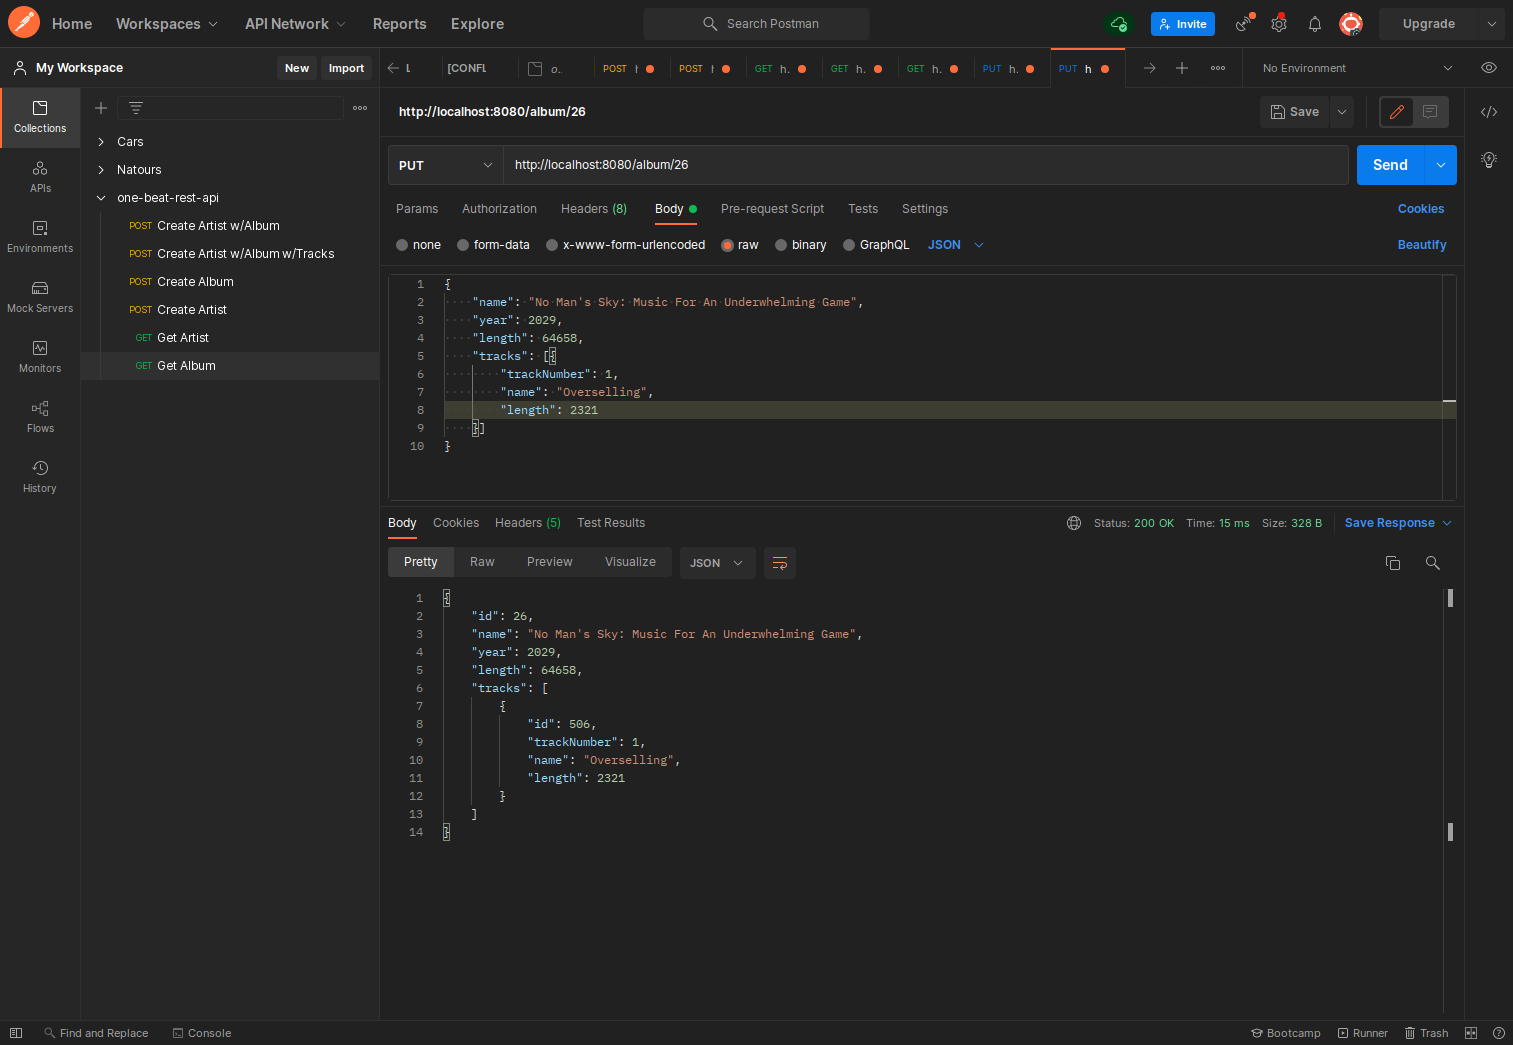 Home Workspaces API Network Reports Explore Search Postman Invite Upgrade
My Workspace New Import [CONFL POST GET h. GET h. GET h. PUT h. PUT h. No Environment
Collections
APIs
Environments
Mock Servers
Monitors
Flows
History
Cars
Natours
one-beat-rest-api
POST Create Artist w/Album
POST Create Artist w/Album w/Tracks
POST Create Album
POST Create Artist
GET Get Artist
GET Get Album
http://localhost:8080/album/26 Save
PUT http://localhost:8080/album/26 Send
Params Authorization Headers (8) Body Pre-request Script Tests Settings Cookies
none form-data x-www-form-urlencoded raw binary GraphQL JSON Beautify
1 {
2 "name": "No Man's Sky: Music For An Underwhelming Game",
3 "year": 2029,
4 "length": 64658,
5 "tracks": [{
6 "trackNumber": 1,
7 "name": "Overselling",
8 "length": 2321
9 }]
10 }
Body Cookies Headers (5) Test Results Status: 200 OK Time: 15 ms Size: 328 B Save Response
Pretty Raw Preview Visualize JSON
1 {
2 "id": 26,
3 "name": "No Man's Sky: Music For An Underwhelming Game",
4 "year": 2029,
5 "length": 64658,
6 "tracks": [
7 {
8 "id": 506,
9 "trackNumber": 1,
10 "name": "Overselling",
11 "length": 2321
12 }
13 ]
14 }
Find and Replace Console Bootcamp Runner Trash